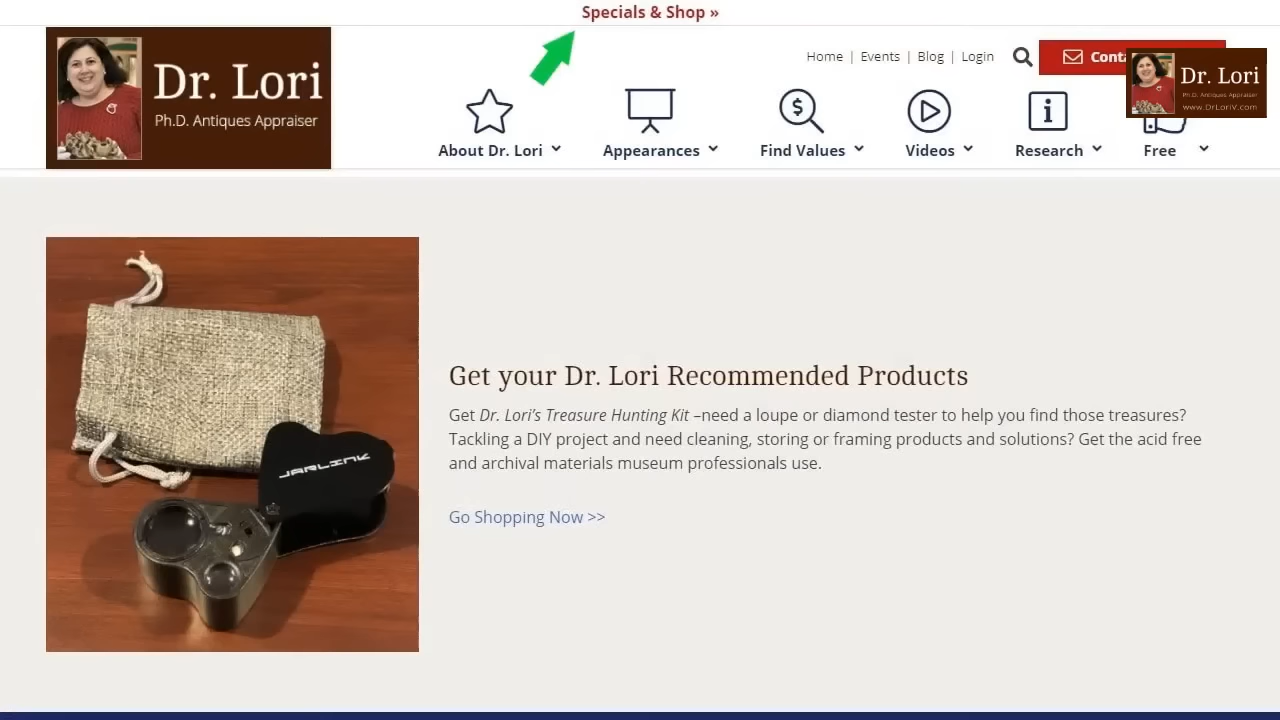 Specials & Shop »
Dr. Lori
Ph.D. Antiques Appraiser
Home | Events | Blog | Login
Dr. Lori
Ph.D. Antiques Appraiser
www.DrLoriV.com
About Dr. Lori
Appearances
Find Values
Videos
Research
Free
JARLINK
Get your Dr. Lori Recommended Products
Get Dr. Lori's Treasure Hunting Kit –need a loupe or diamond tester to help you find those treasures?
Tackling a DIY project and need cleaning, storing or framing products and solutions? Get the acid free
and archival materials museum professionals use.
Go Shopping Now >>